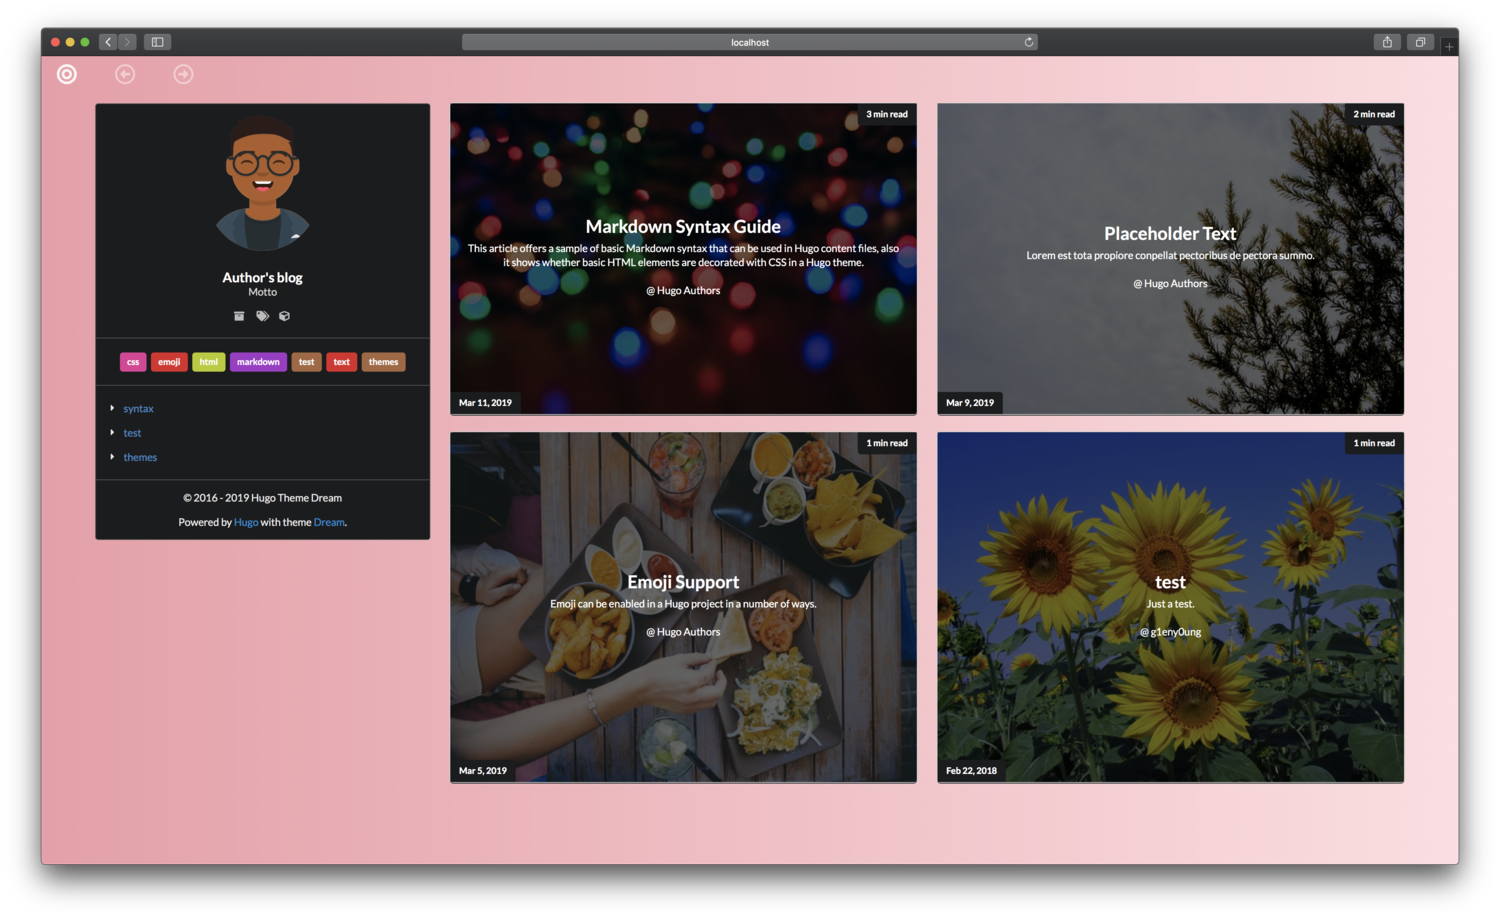 localhost
Author's blog
Motto
css emoji html markdown test text themes
syntax
test
themes
© 2016 - 2019 Hugo Theme Dream
Powered by Hugo with theme Dream.
3 min read
Markdown Syntax Guide
This article offers a sample of basic Markdown syntax that can be used in Hugo content files, also
it shows whether basic HTML elements are decorated with CSS in a Hugo theme.
@ Hugo Authors
Mar 11, 2019
2 min read
Placeholder Text
Lorem est tota propiore conpellat pectoribus de pectora summo.
@ Hugo Authors
Mar 9, 2019
1 min read
Emoji Support
Emoji can be enabled in a Hugo project in a number of ways.
@ Hugo Authors
Mar 5, 2019
1 min read
test
Just a test.
@ g1eny0ung
Feb 22, 2018